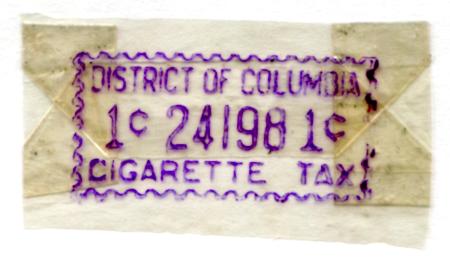 DISTRICT OF COLUMBIA
1¢ 24198 1¢
CIGARETTE TAX